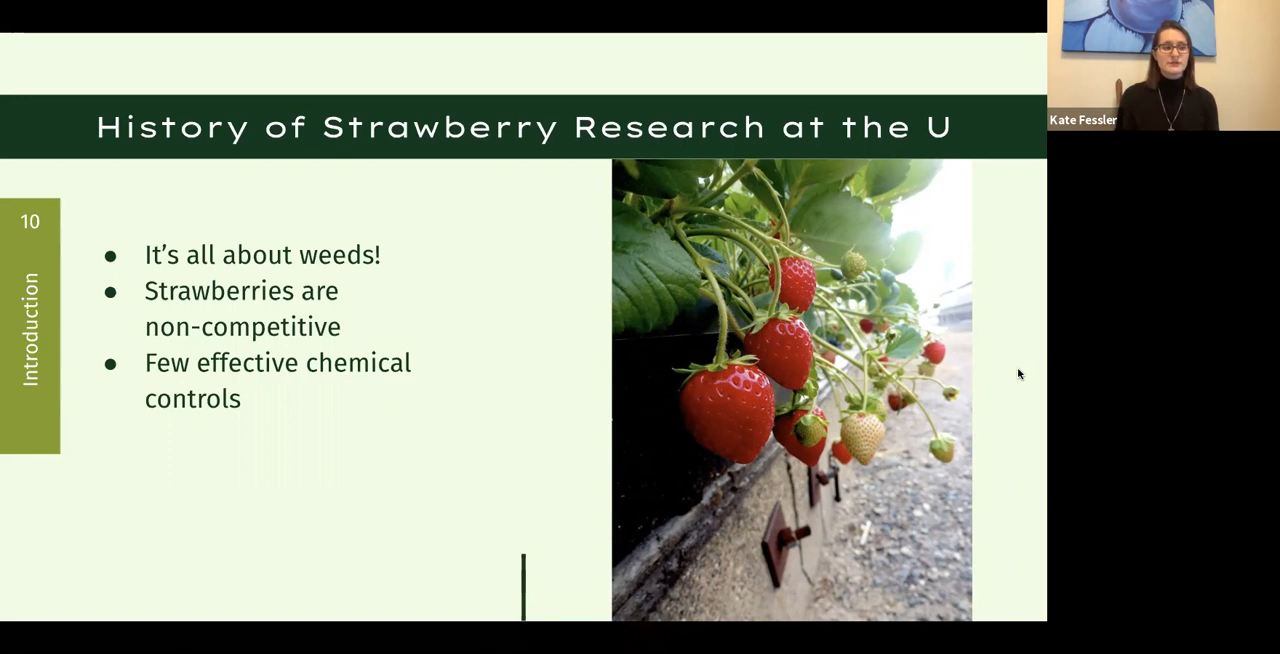 History of Strawberry Research at the U
Kate Fessler
10
Introduction
● It’s all about weeds!
● Strawberries are
non-competitive
● Few effective chemical
controls